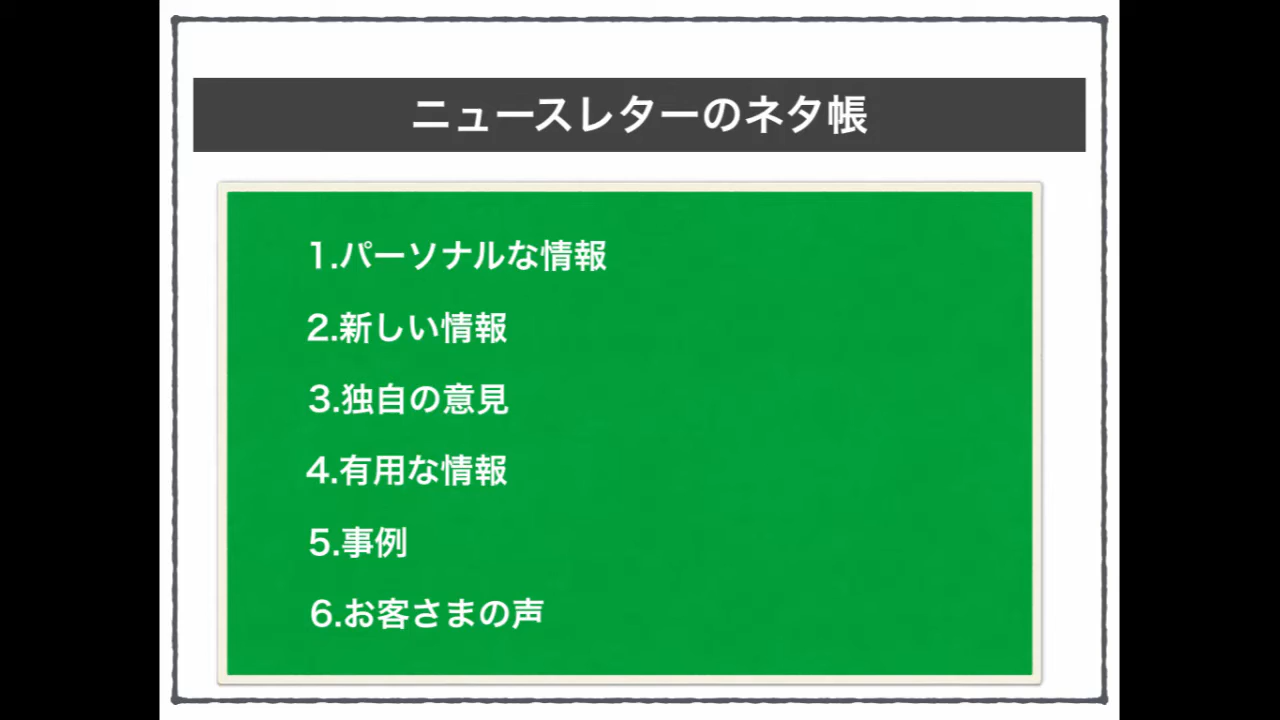 ニュースレターのネタ帳
1.パーソナルな情報
2.新しい情報
3.独自の意見
4.有用な情報
5.事例
6.お客さまの声